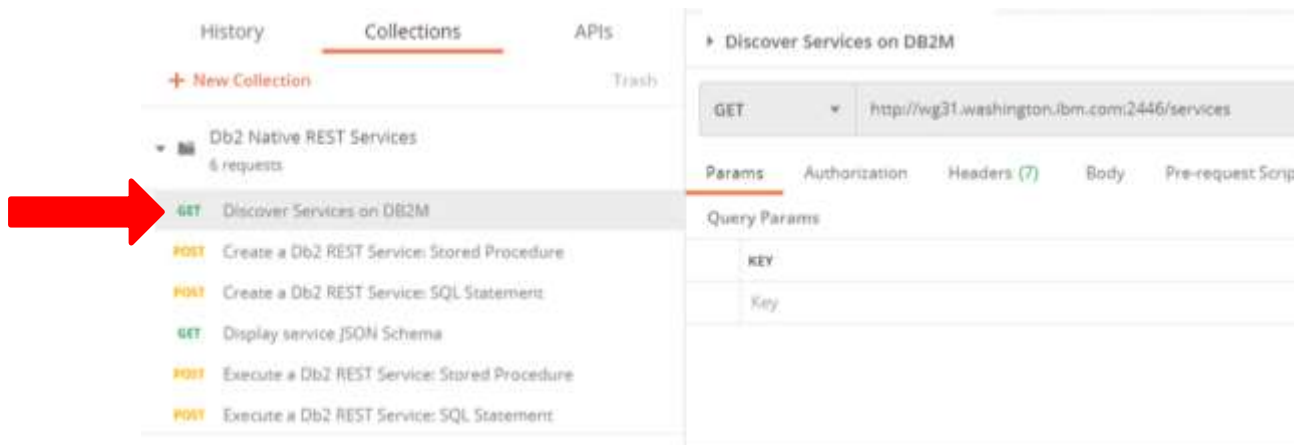 History Collections APIs
+ New Collection Trash
Db2 Native REST Services
6 requests
GET Discover Services on DB2M
POST Create a Db2 REST Service: Stored Procedure
POST Create a Db2 REST Service: SQL Statement
GET Display service JSON Schema
POST Execute a Db2 REST Service: Stored Procedure
POST Execute a Db2 REST Service: SQL Statement
Discover Services on DB2M
GET http://wg31.washington.ibm.com:2446/services
Params Authorization Headers (7) Body Pre-request Scrip
Query Params
KEY
Key